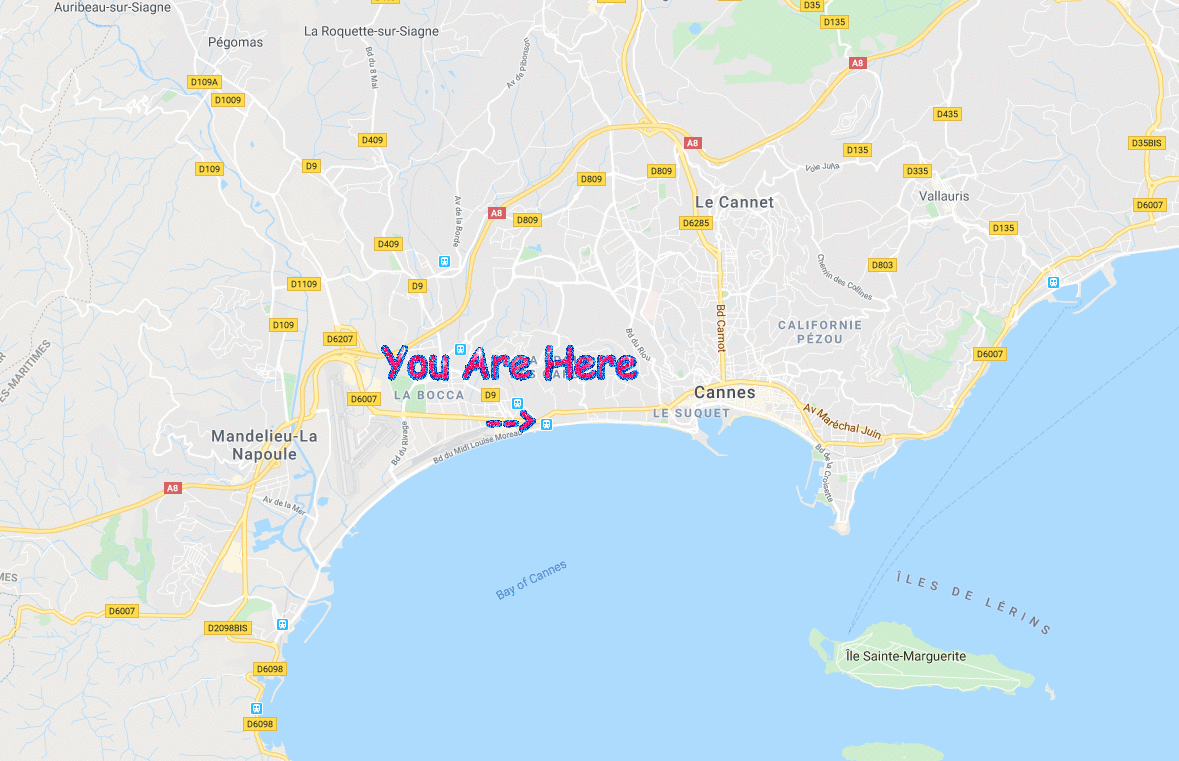 Auribeau-sur-Siagne
D35
D135
La Roquette-sur-Siagne
Pégomas
Bd du 8 Mai
Av de Pibonson
A8
D109A
D1009
D435
D409
A8
D135
D35BIS
D109
D9
D809
D809
Voie Julia
D335
Vallauris
Le Cannet
D6007
A8
D809
D6285
D135
Av de la Borde
D409
D803
Chemin des Collines
D1109
D9
D109
D6207
Bd Carnot
CALIFORNIE
PÉZOU
Bd du Riou
D6007
ES-MARITIMES
You Are Here
LA BOCCA
D9
D6007
Cannes
LE SUQUET
Av Maréchal Juin
Mandelieu-La
Napoule
Bd du Rivage
Bd du Midi Louise Moreau
Bd de la Croisette
A8
Av de la Mer
Bay of Cannes
ÎLES DE LÉRINS
D6007
D2098BIS
Île Sainte-Marguerite
D6098
D6098